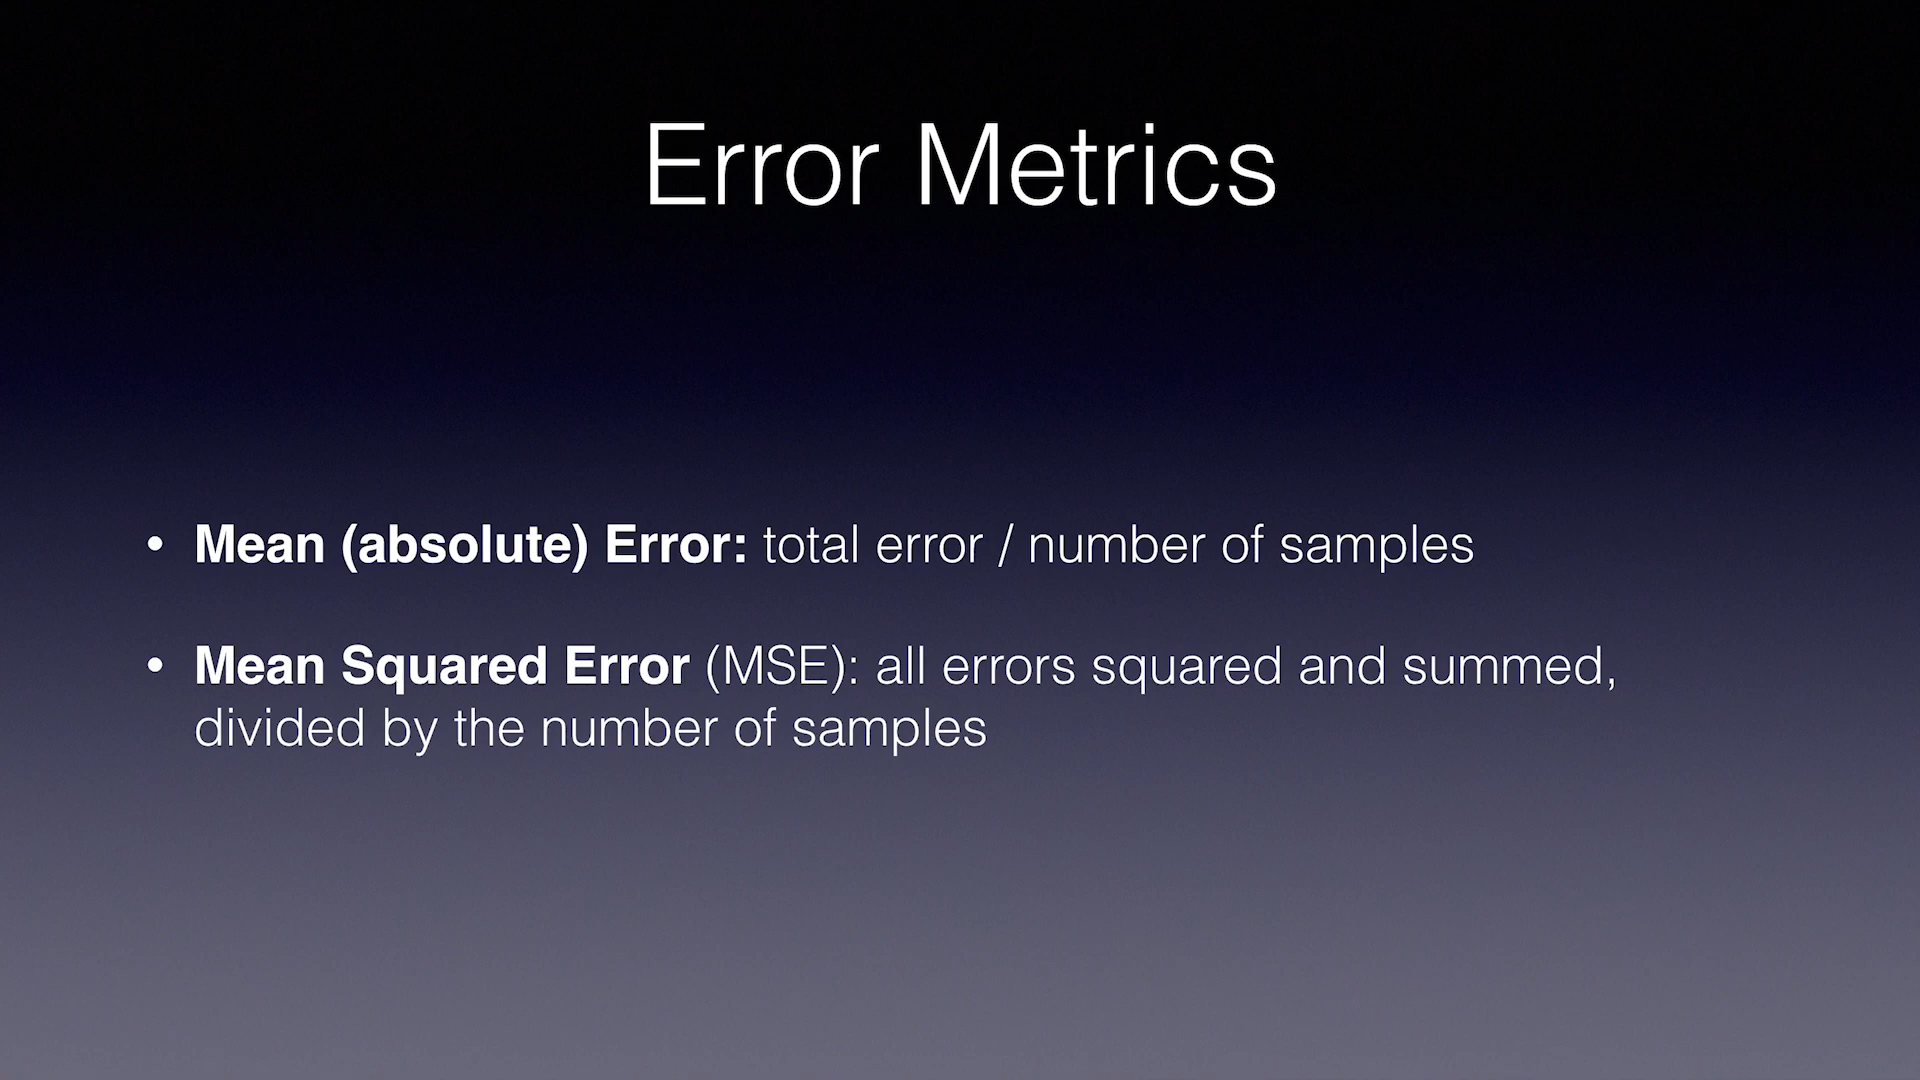 Error Metrics
• Mean (absolute) Error: total error / number of samples
• Mean Squared Error (MSE): all errors squared and summed,
divided by the number of samples